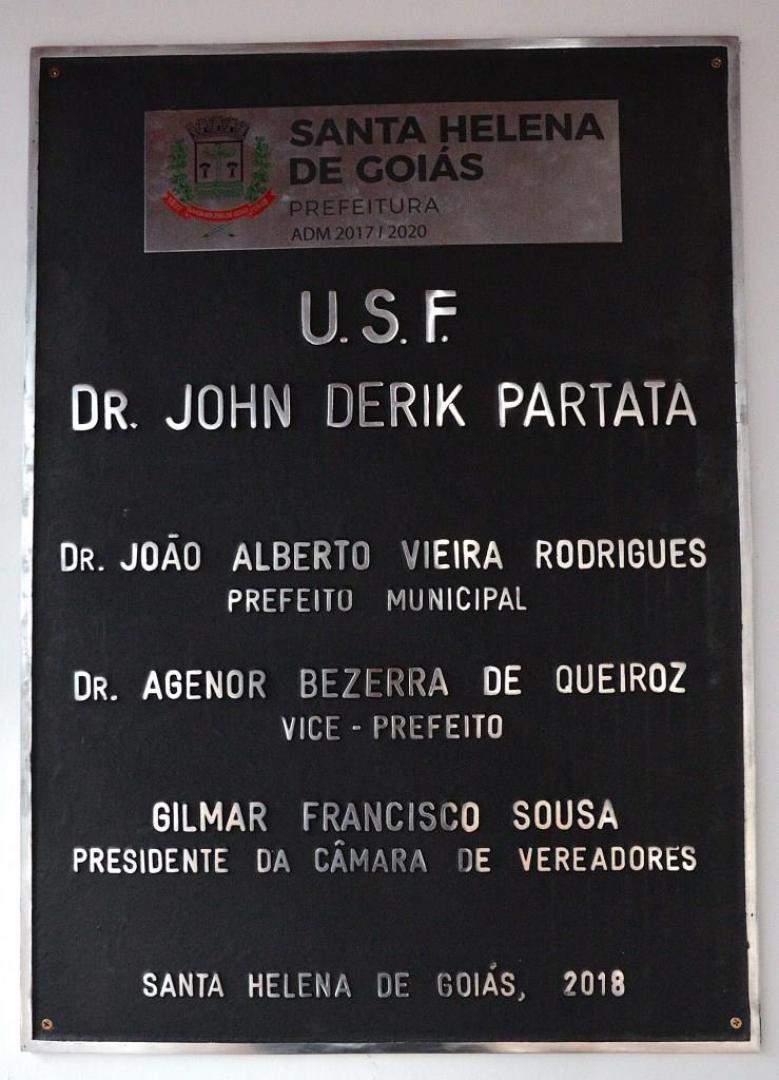 SANTA HELENA
DE GOIÁS
PREFEITURA
ADM 2017 / 2020
U.S.F.
DR. JOHN DERIK PARTATA
DR. JOÃO ALBERTO VIEIRA RODRIGUES
PREFEITO MUNICIPAL
DR. AGENOR BEZERRA DE QUEIROZ
VICE - PREFEITO
GILMAR FRANCISCO SOUSA
PRESIDENTE DA CÂMARA DE VEREADORES
SANTA HELENA DE GOIÁS, 2018